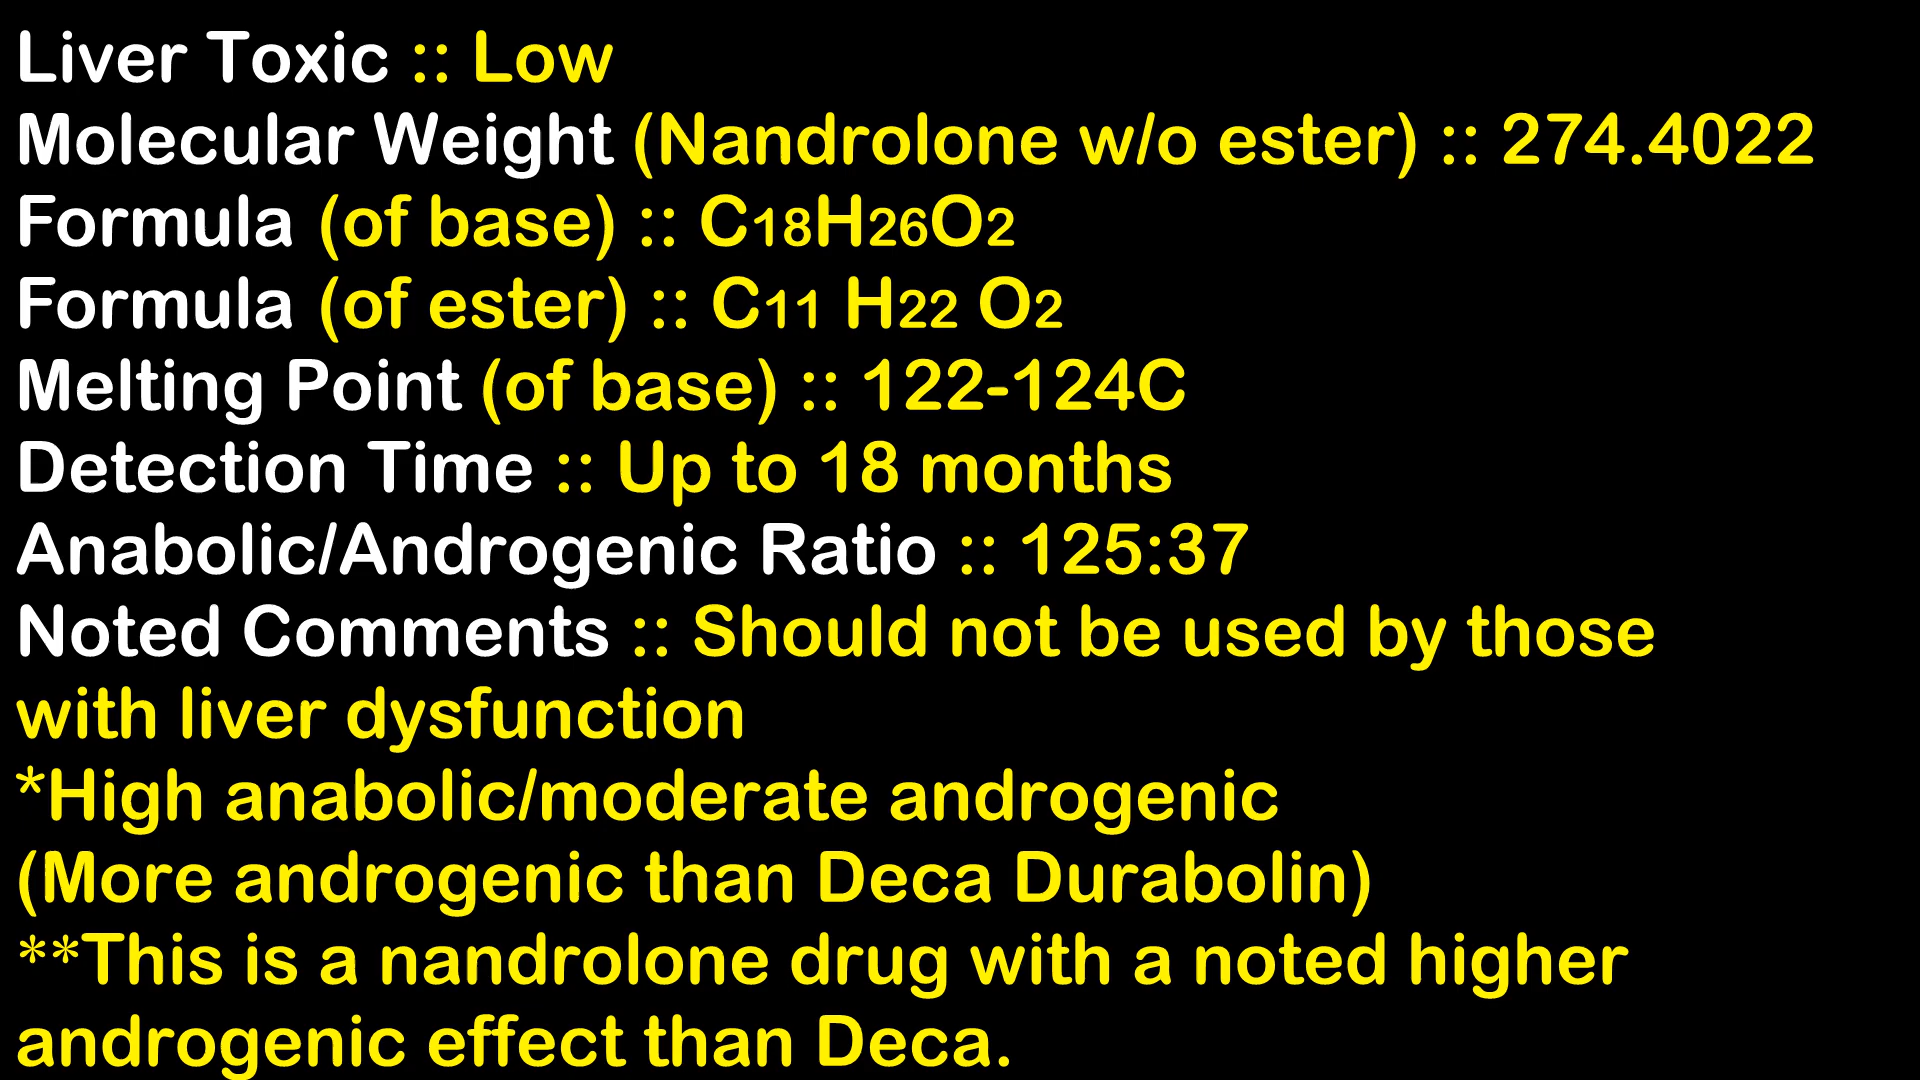 Liver Toxic :: Low
Molecular Weight (Nandrolone w/o ester) :: 274.4022
Formula (of base) :: C18H26O2
Formula (of ester) :: C11 H22 O2
Melting Point (of base) :: 122-124C
Detection Time :: Up to 18 months
Anabolic/Androgenic Ratio :: 125:37
Noted Comments :: Should not be used by those
with liver dysfunction
*High anabolic/moderate androgenic
(More androgenic than Deca Durabolin)
**This is a nandrolone drug with a noted higher
androgenic effect than Deca.